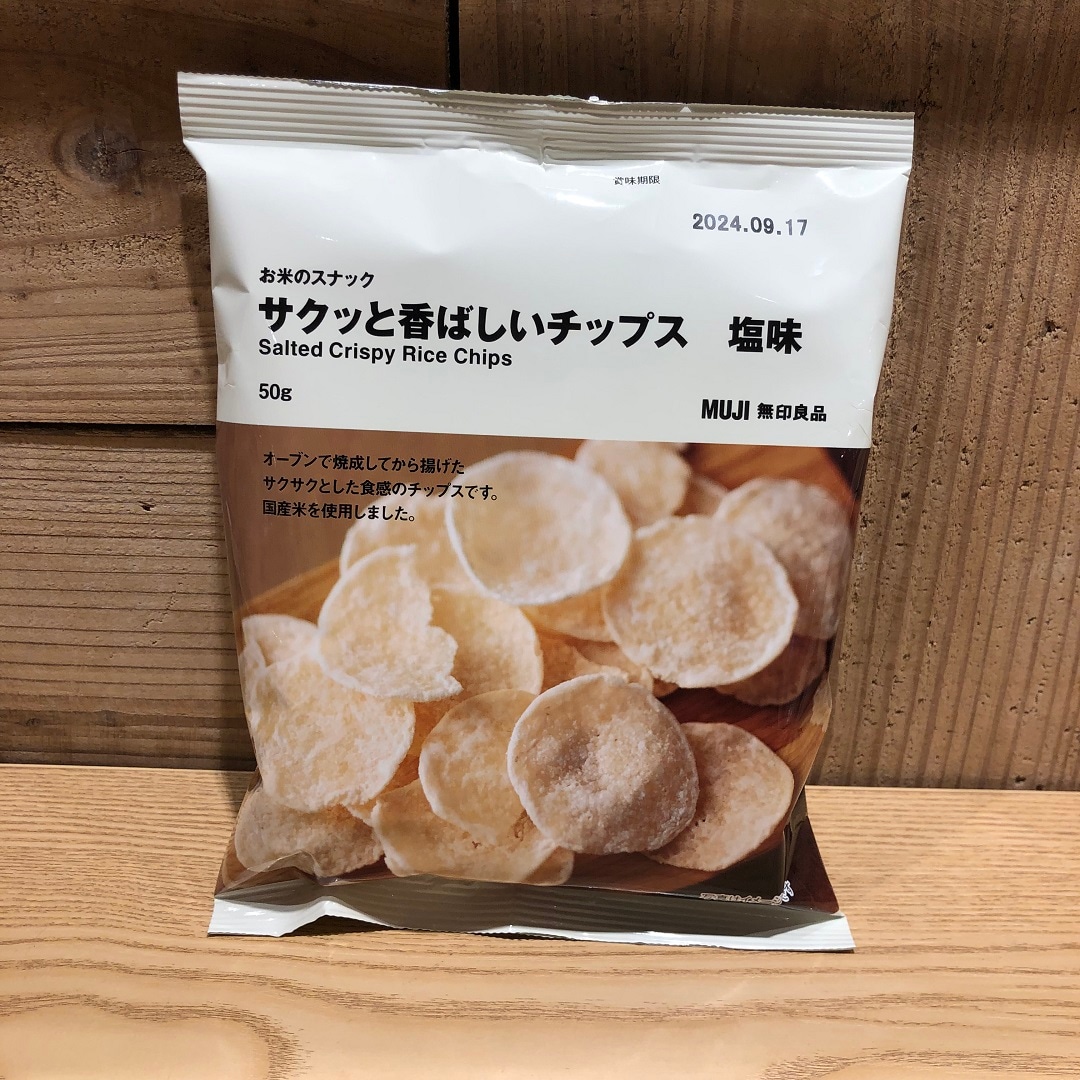 賞味期限
2024.09.17
お米のスナック
サクッと香ばしいチップス 塩味
Salted Crispy Rice Chips
50g
MUJI 無印良品
オーブンで焼成してから揚げた
サクサクとした食感のチップスです。
国産米を使用しました。